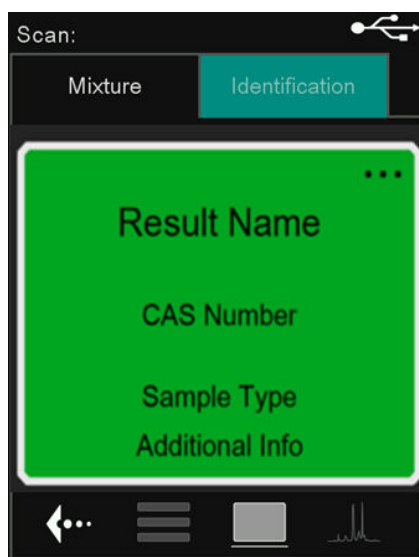 Scan:
Mixture Identification
Result Name
CAS Number
Sample Type
Additional Info